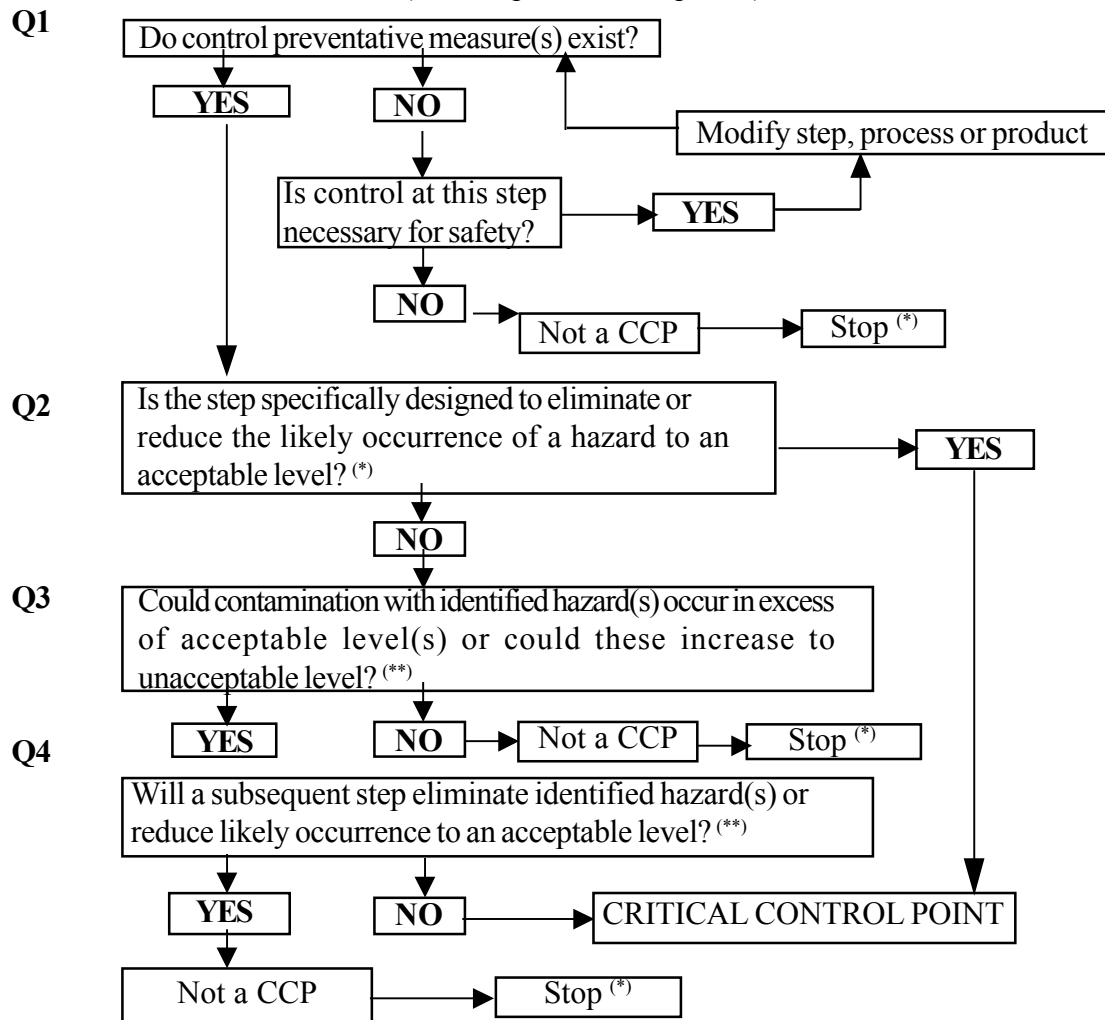 Q1
Do control preventative measure(s) exist?
YES
NO
Modify step, process or product
Is control at this step
necessary for safety?
YES
NO
Not a CCP
Stop (*)
Q2
Is the step specifically designed to eliminate or
reduce the likely occurrence of a hazard to an
acceptable level? (*)
YES
NO
Q3
Could contamination with identified hazard(s) occur in excess
of acceptable level(s) or could these increase to
unacceptable level? (**)
YES
NO
Not a CCP
Stop (*)
Q4
Will a subsequent step eliminate identified hazard(s) or
reduce likely occurrence to an acceptable level? (**)
YES
NO
CRITICAL CONTROL POINT
Not a CCP
Stop (*)